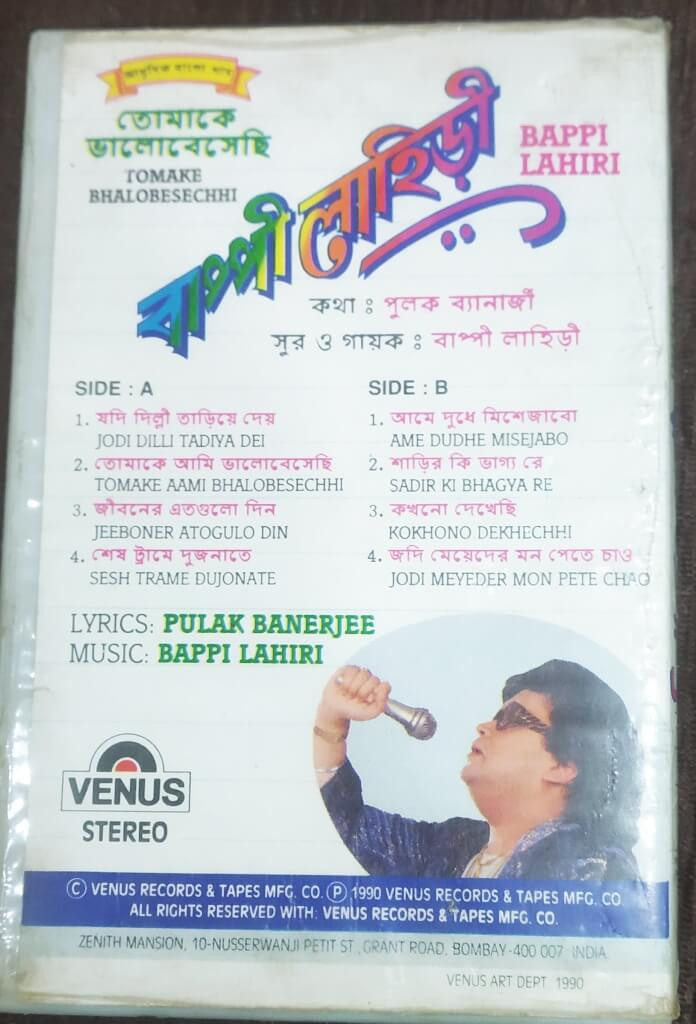 আধুনিক বাংলা গান
তোমাকে
ভালোবেসেছি
TOMAKE
BHALOBESECHHI
বাপ্পী লাহিড়ী
BAPPI
LAHIRI
কথা : পুলক ব্যানার্জী
সুর ও গায়ক : বাপ্পী লাহিড়ী
SIDE : A
1. যদি দিল্লী তাড়িয়ে দেয়
JODI DILLI TADIYA DEI
2. তোমাকে আমি ভালোবেসেছি
TOMAKE AAMI BHALOBESECHHI
3. জীবনের এতগুলো দিন
JEEBONER ATOGULO DIN
4. শেষ ট্রামে দুজনাতে
SESH TRAME DUJONATE
SIDE : B
1. আমে দুধে মিশেজাবো
AME DUDHE MISEJABO
2. শাড়ির কি ভাগ্য রে
SADIR KI BHAGYA RE
3. কখনো দেখেছি
KOKHONO DEKHECHHI
4. জদি মেয়েদের মন পেতে চাও
JODI MEYEDER MON PETE CHAO
LYRICS: PULAK BANERJEE
MUSIC: BAPPI LAHIRI
VENUS
STEREO
© VENUS RECORDS & TAPES MFG. CO. Ⓟ 1990 VENUS RECORDS & TAPES MFG. CO.
ALL RIGHTS RESERVED WITH: VENUS RECORDS & TAPES MFG. CO.
ZENITH MANSION, 10-NUSSERWANJI PETIT ST., GRANT ROAD, BOMBAY-400 007 INDIA
VENUS ART DEPT. 1990